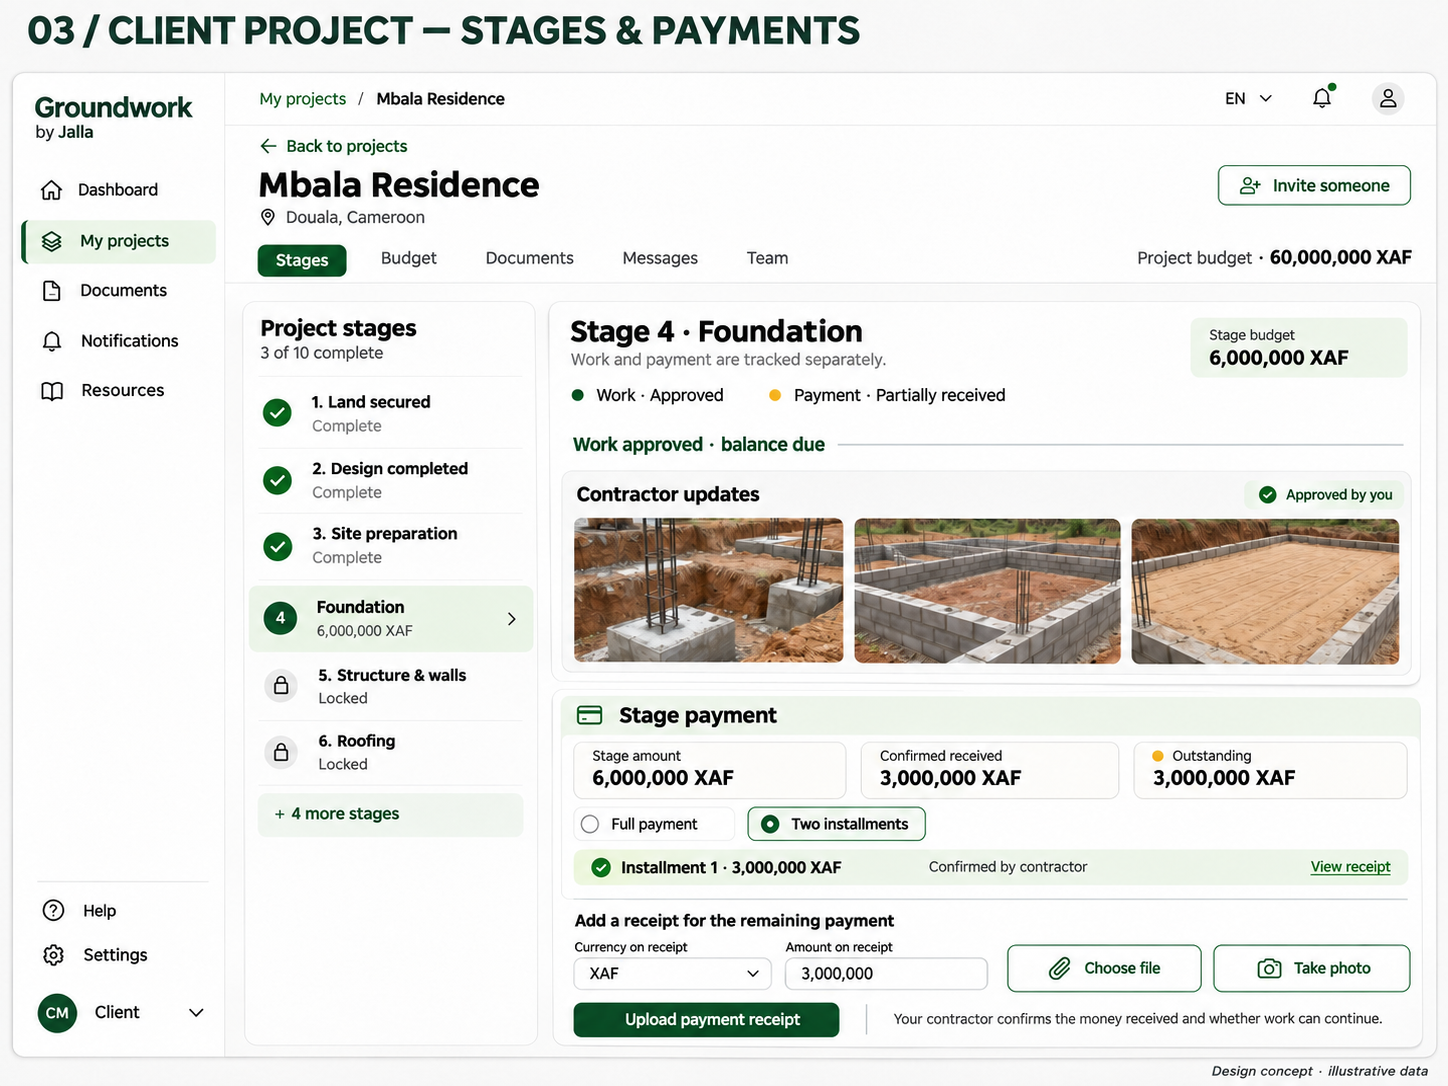 03 / CLIENT PROJECT — STAGES & PAYMENTS
Groundwork
by Jalla
Dashboard
My projects
Documents
Notifications
Resources
Help
Settings
CM
Client
My projects / Mbala Residence
EN
Back to projects
Mbala Residence
Douala, Cameroon
Invite someone
Stages
Budget
Documents
Messages
Team
Project budget · 60,000,000 XAF
Project stages
3 of 10 complete
1. Land secured
Complete
2. Design completed
Complete
3. Site preparation
Complete
4
Foundation
6,000,000 XAF
5. Structure & walls
Locked
6. Roofing
Locked
+ 4 more stages
Stage 4 · Foundation
Work and payment are tracked separately.
Stage budget
6,000,000 XAF
Work · Approved
Payment · Partially received
Work approved · balance due
Contractor updates
Approved by you
Stage payment
Stage amount
6,000,000 XAF
Confirmed received
3,000,000 XAF
Outstanding
3,000,000 XAF
Full payment
Two installments
Installment 1 · 3,000,000 XAF
Confirmed by contractor
View receipt
Add a receipt for the remaining payment
Currency on receipt
XAF
Amount on receipt
3,000,000
Choose file
Take photo
Upload payment receipt
Your contractor confirms the money received and whether work can continue.
Design concept · illustrative data